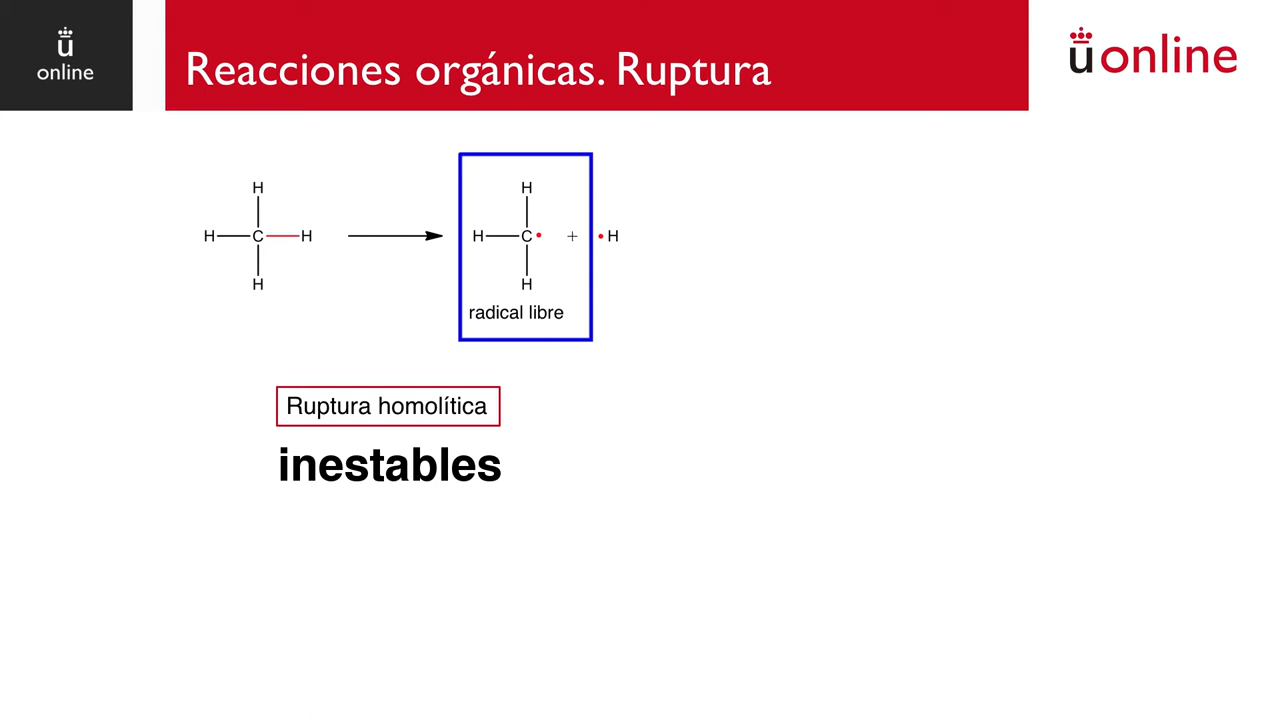 ü
online
Reacciones orgánicas. Ruptura
üonline
H
H
H C H
H C• + •H
H
H
radical libre
Ruptura homolítica
inestables